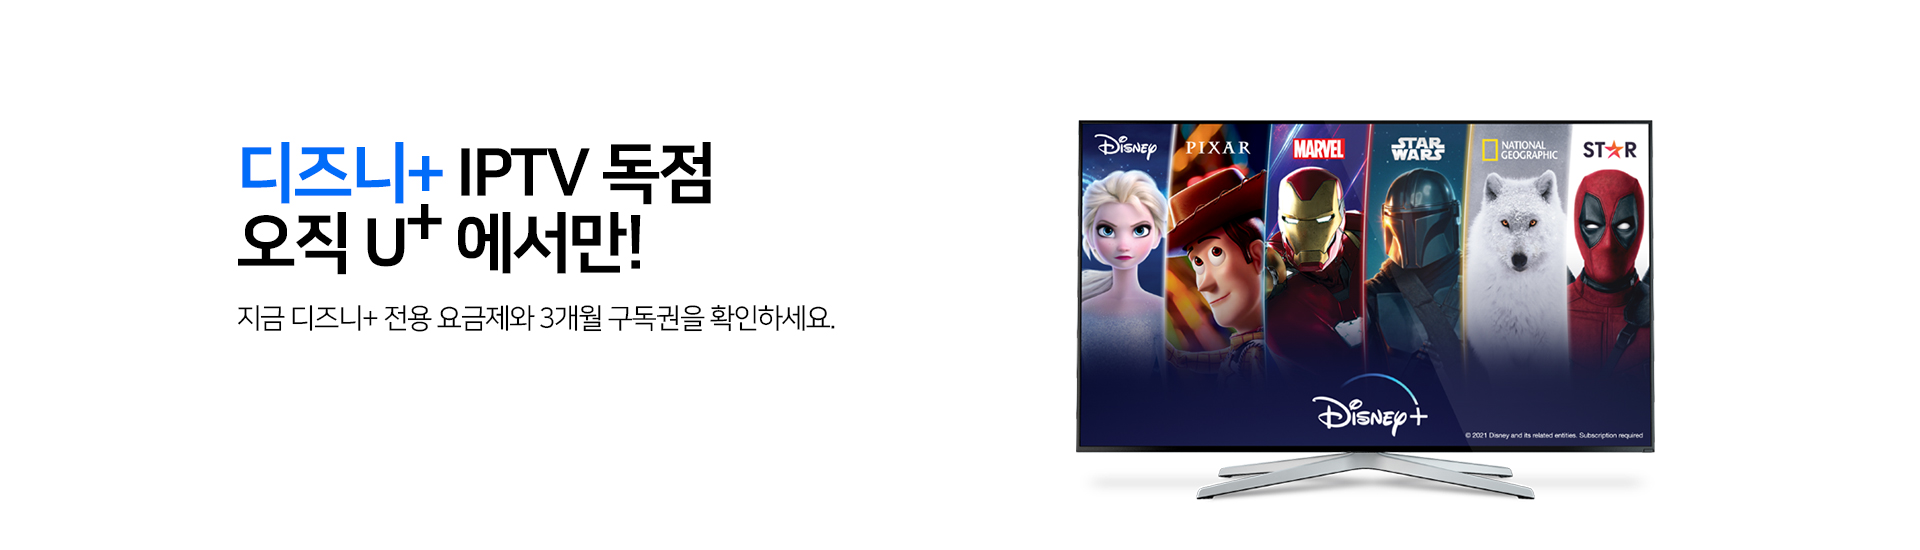 디즈니+ IPTV 독점
오직 U+ 에서만!
지금 디즈니+ 전용 요금제와 3개월 구독권을 확인하세요.
Disney
PIXAR
MARVEL
STAR
WARS
NATIONAL
GEOGRAPHIC
STAR
Disney+
© 2021 Disney and its related entities. Subscription required